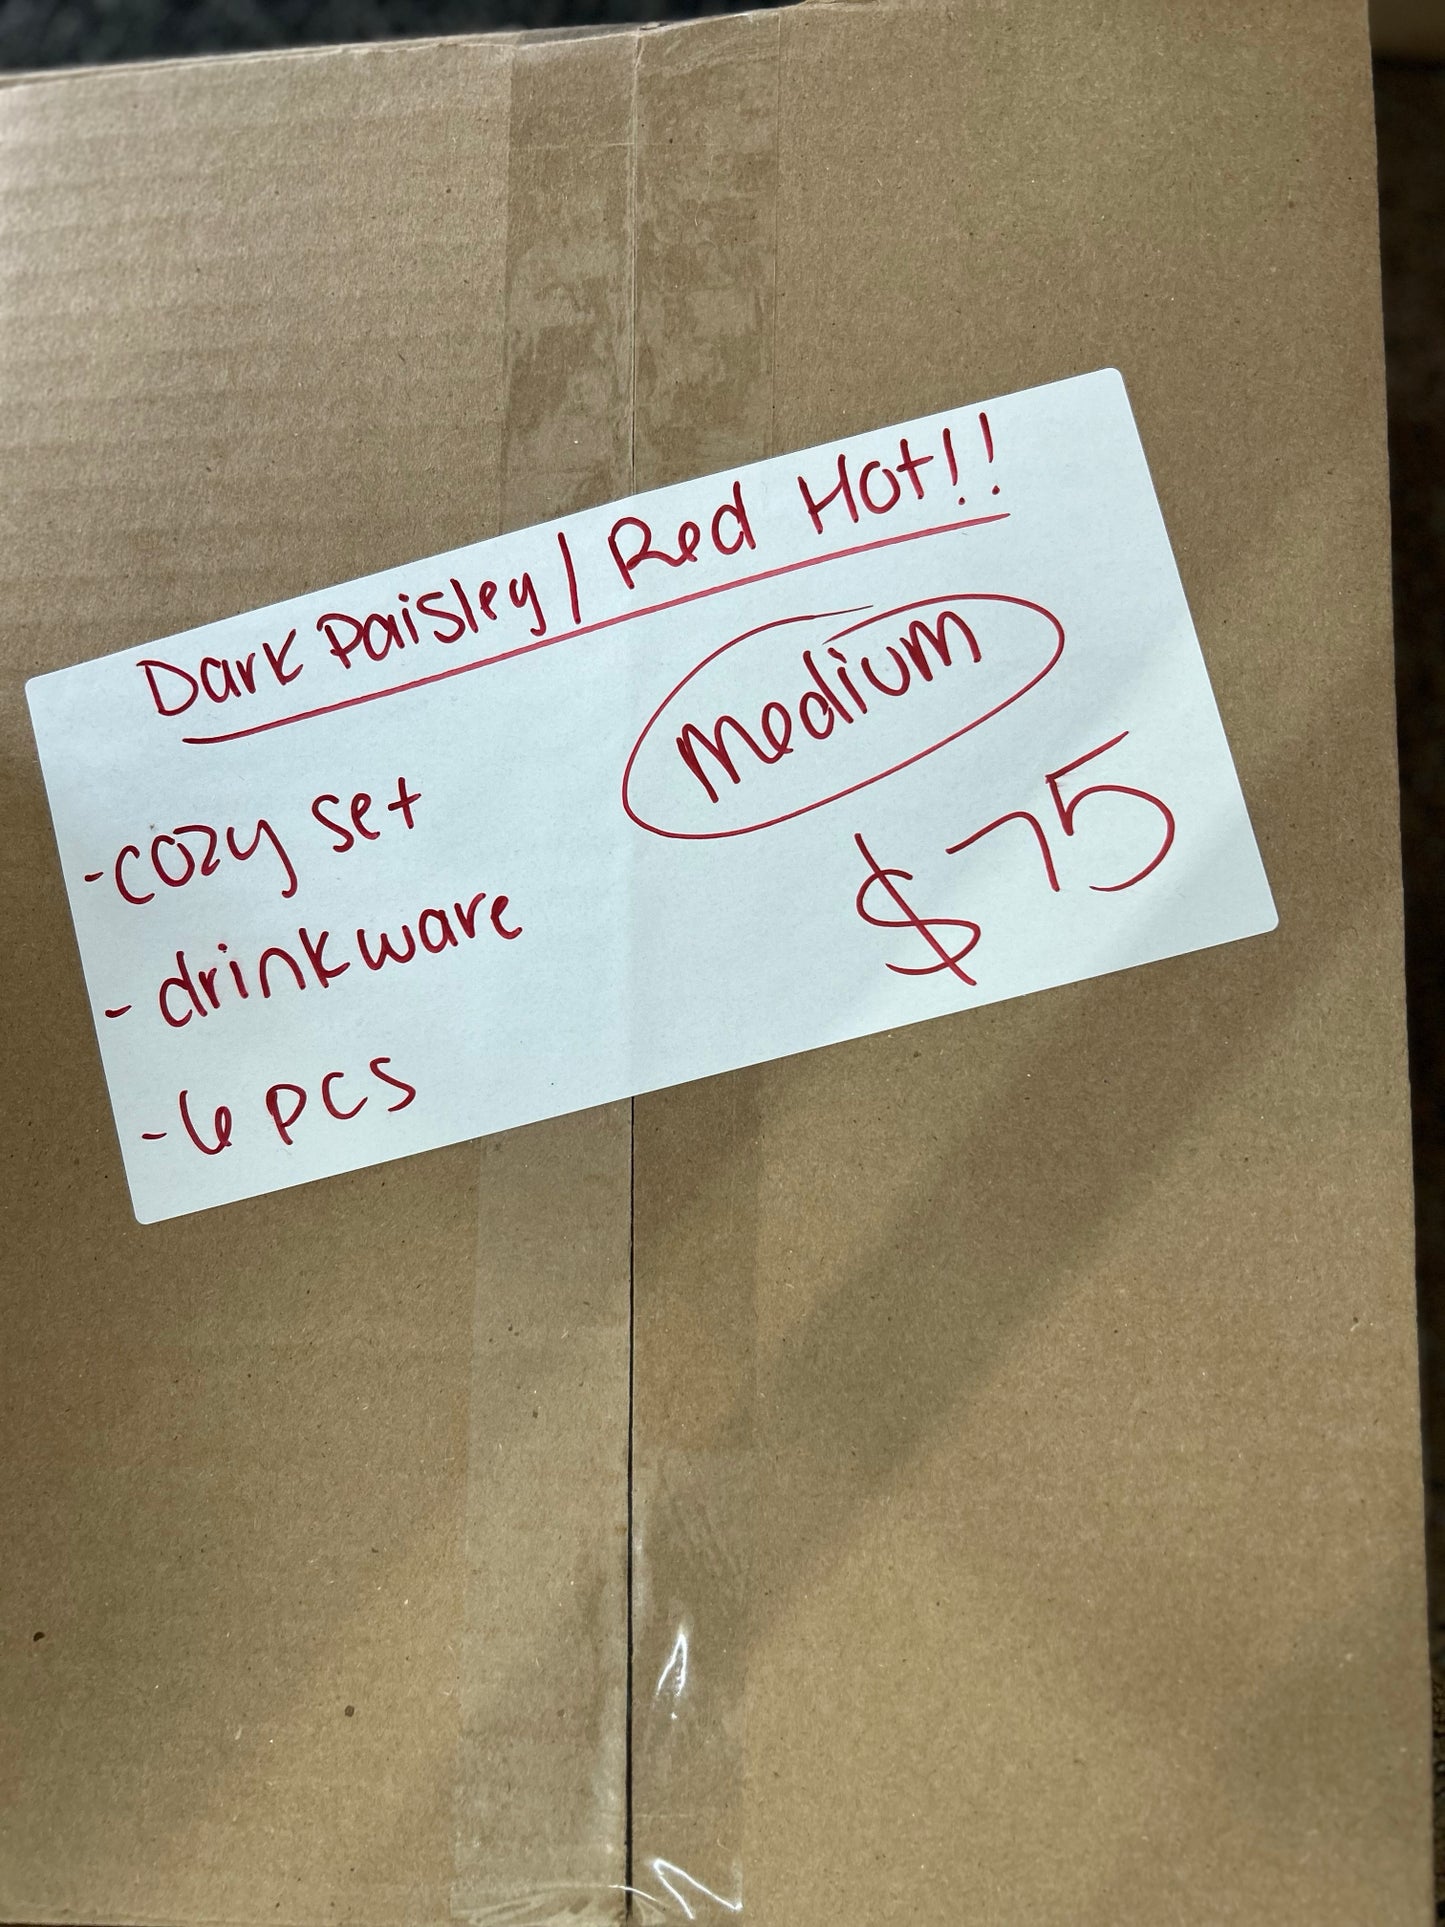 Dark Paisley / Red Hot!!
Medium
- cozy set
$75
- drinkware
- 6 PCS